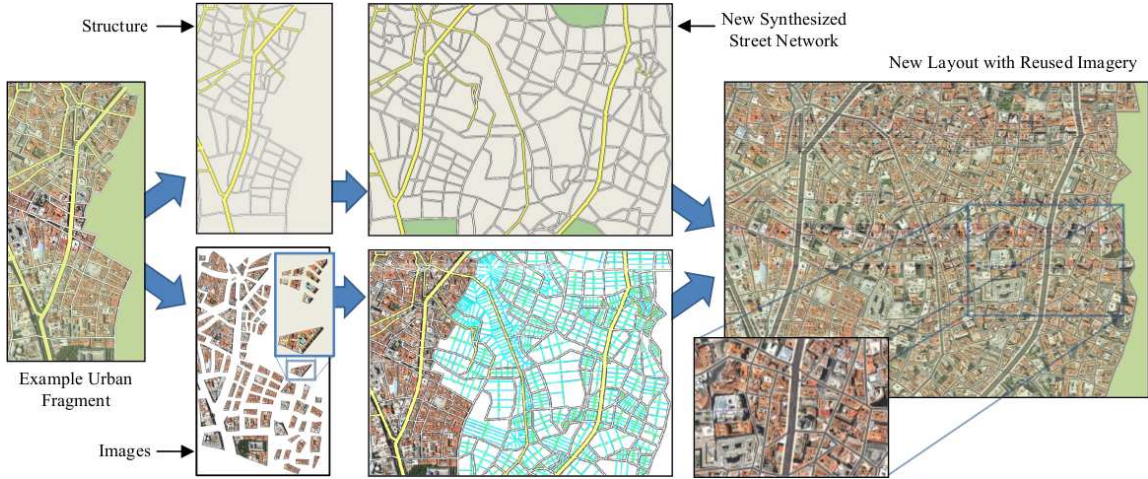 Structure
New Synthesized
Street Network
New Layout with Reused Imagery
Example Urban
Fragment
Images